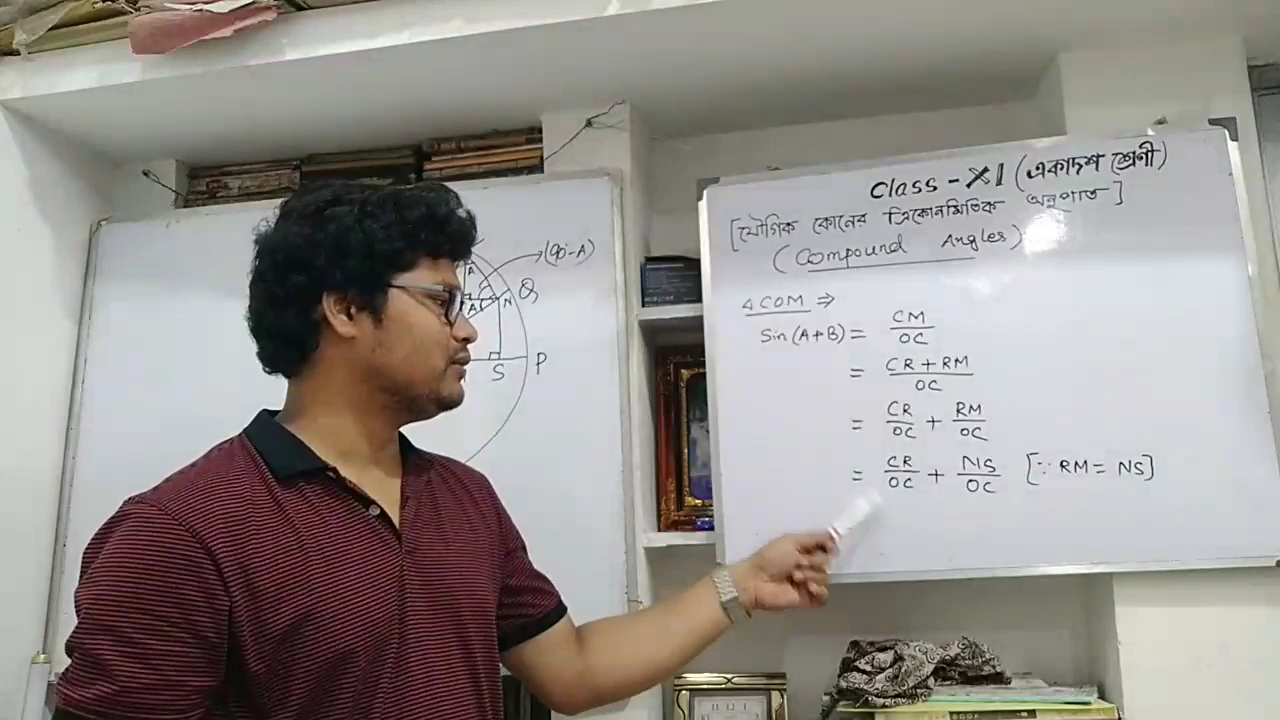 Class - XI (একাদশ শ্রেণী)
[যৌগিক কোনের ত্রিকোনমিতিক অনুপাত]
(Compound Angles)
(90°-A)
A
A
N
Q
S
P
△COM ⇒
Sin(A+B) = CM/OC
= CR + RM/OC
= CR/OC + RM/OC
= CR/OC + NS/OC [∵ RM = NS]